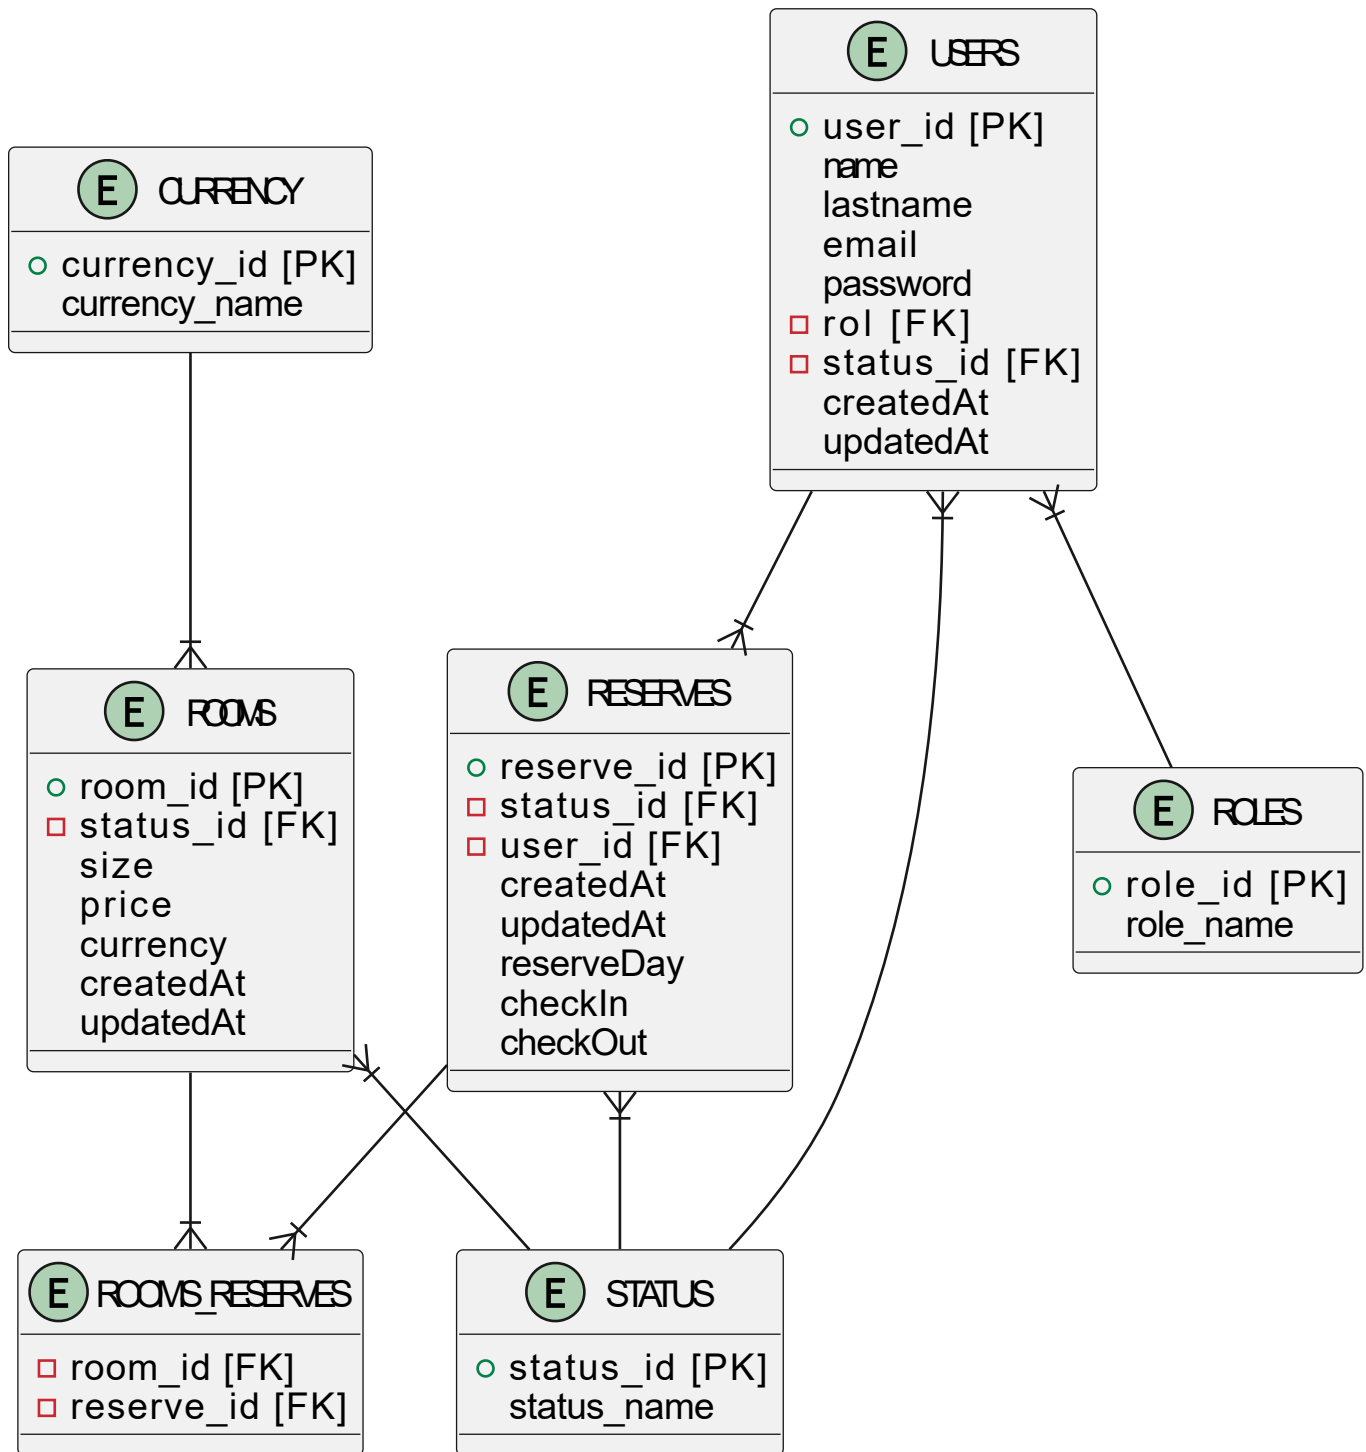 E USERS
user_id [PK]
name
lastname
email
password
rol [FK]
status_id [FK]
createdAt
updatedAt
E CURRENCY
currency_id [PK]
currency_name
E ROOMS
room_id [PK]
status_id [FK]
size
price
currency
createdAt
updatedAt
E RESERVES
reserve_id [PK]
status_id [FK]
user_id [FK]
createdAt
updatedAt
reserveDay
checkIn
checkOut
E ROLES
role_id [PK]
role_name
E ROOMS_RESERVES
room_id [FK]
reserve_id [FK]
E STATUS
status_id [PK]
status_name